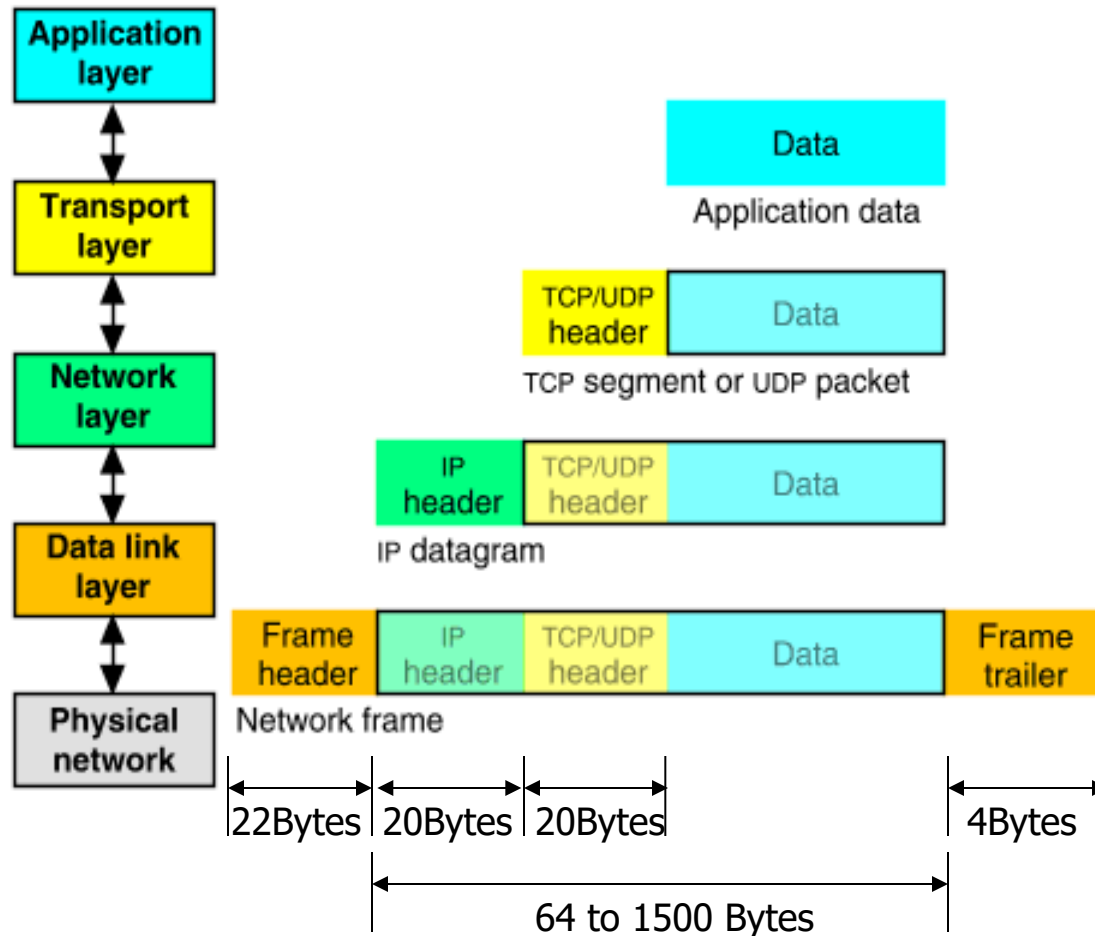 Application
layer
Data
Application data
Transport
layer
TCP/UDP
header
Data
TCP segment or UDP packet
Network
layer
IP
header
TCP/UDP
header
Data
IP datagram
Data link
layer
Frame
header
IP
header
TCP/UDP
header
Data
Frame
trailer
Physical
network
Network frame
22Bytes
20Bytes
20Bytes
4Bytes
64 to 1500 Bytes